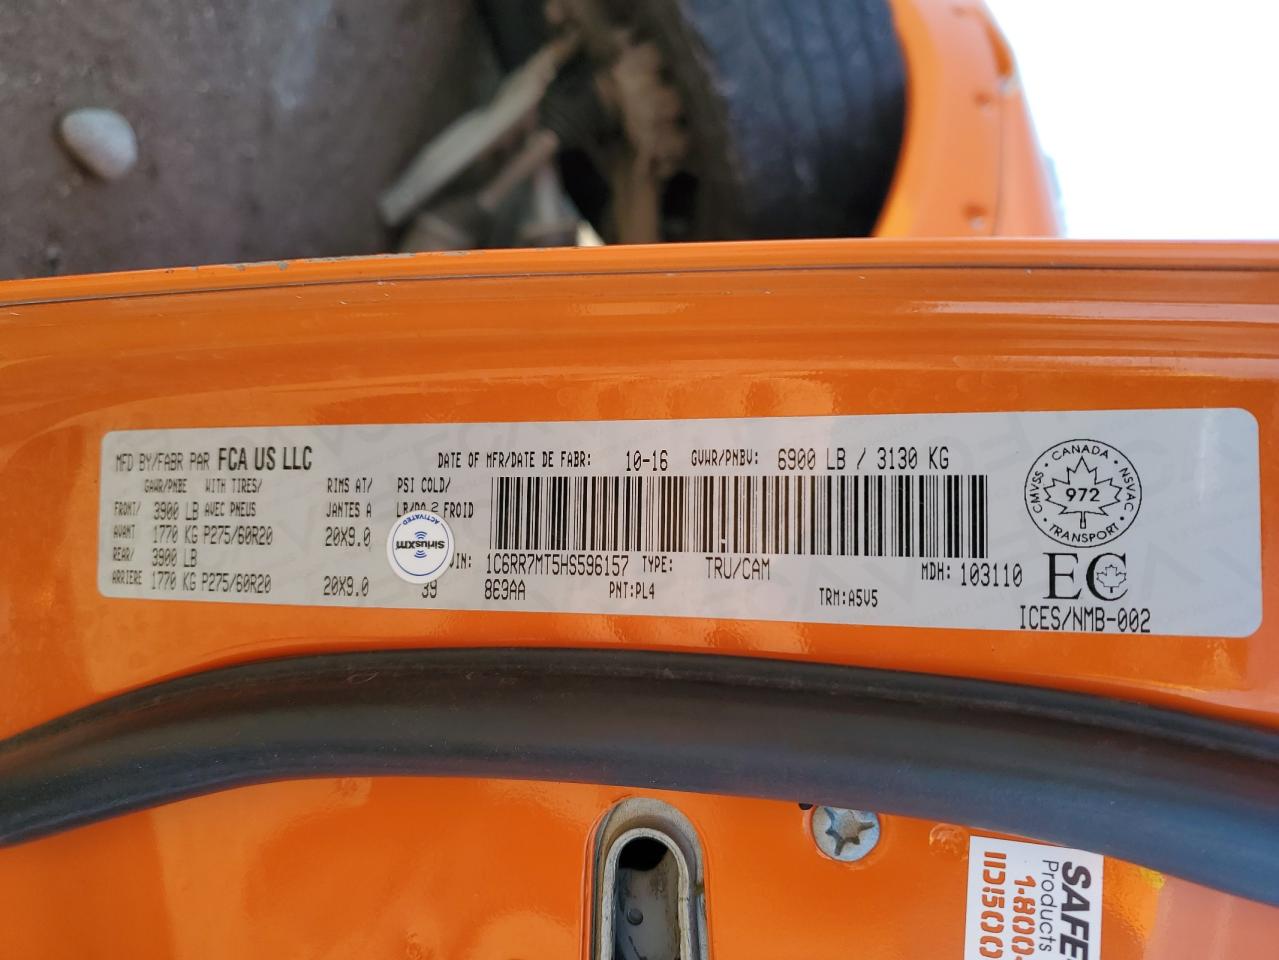 MFD BY/FABR PAR FCA US LLC DATE OF MFR/DATE DE FABR: 10-16 GVWR/PNBV: 6900 LB / 3130 KG
GAWR/PNBE WITH TIRES/ RIMS AT/ PSI COLD/
FRONT/ 3900 LB AVEC PNEUS JANTES A FROID
AVANT 1770 KG P275/60R20 20X9.0
REAR/ 3900 LB
ARRIERE 1770 KG P275/60R20 20X9.0 39
SiriusXM
ACTIVATED
VIN: 1C6RR7MT5HS596157 TYPE: TRU/CAM MDH: 103110
863AA PNT:PL4 TRM:A5V5
CMVSS · CANADA · NSVAC
972
TRANSPORT
EC
ICES/NMB-002
SAFE-
Products
1-800-